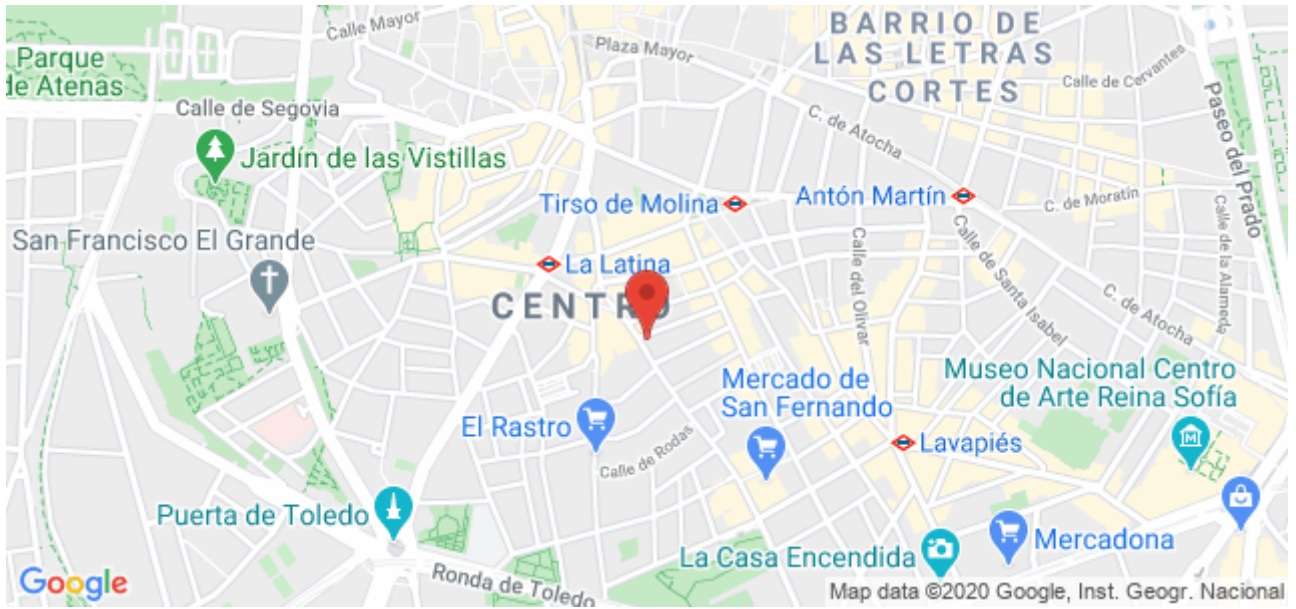 BARRIO DE
LAS LETRAS
CORTES
Calle Mayor
Plaza Mayor
Parque
de Atenas
Calle de Cervantes
Calle de Segovia
C. de Atocha
Paseo del Prado
Jardín de las Vistillas
Tirso de Molina
Antón Martín
C. de Moratín
Calle de la Alameda
San Francisco El Grande
La Latina
Calle del Olivar
Calle de Santa Isabel
CENTRO
C. de Atocha
Mercado de
San Fernando
Museo Nacional Centro
de Arte Reina Sofía
El Rastro
Calle de Rodas
Lavapiés
Puerta de Toledo
La Casa Encendida
Mercadona
Ronda de Toledo
Google
Map data ©2020 Google, Inst. Geogr. Nacional